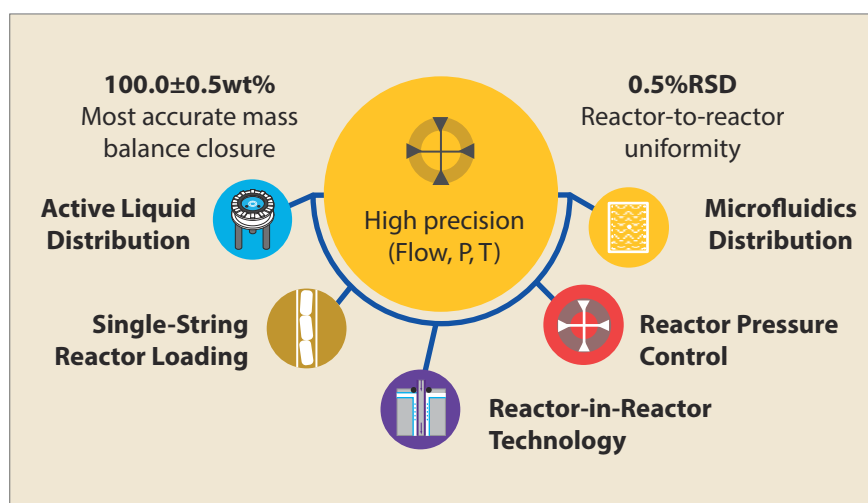 100.0±0.5wt%
Most accurate mass
balance closure
0.5%RSD
Reactor-to-reactor
uniformity
High precision
(Flow, P, T)
Active Liquid
Distribution
Microfluidics
Distribution
Single-String
Reactor Loading
Reactor Pressure
Control
Reactor-in-Reactor
Technology